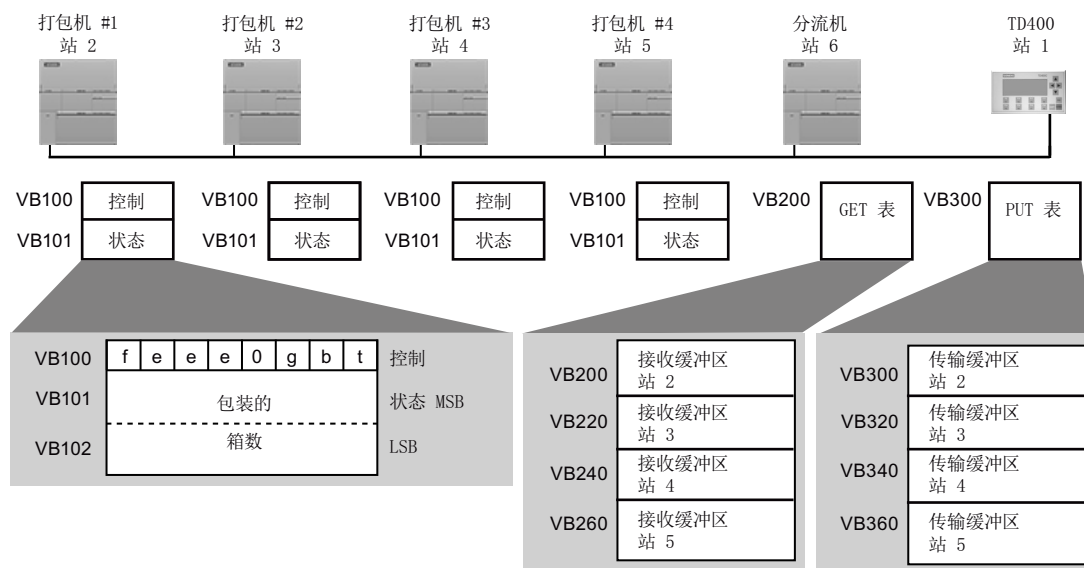 打包机 #1
站 2
打包机 #2
站 3
打包机 #3
站 4
打包机 #4
站 5
分流机
站 6
TD400
站 1
VB100
控制
VB101
状态
VB100
控制
VB101
状态
VB100
控制
VB101
状态
VB100
控制
VB101
状态
VB200
GET 表
VB300
PUT 表
VB100
f e e e 0 g b t
控制
VB101
包装的
状态 MSB
VB102
箱数
LSB
VB200
接收缓冲区
站 2
VB220
接收缓冲区
站 3
VB240
接收缓冲区
站 4
VB260
接收缓冲区
站 5
VB300
传输缓冲区
站 2
VB320
传输缓冲区
站 3
VB340
传输缓冲区
站 4
VB360
传输缓冲区
站 5